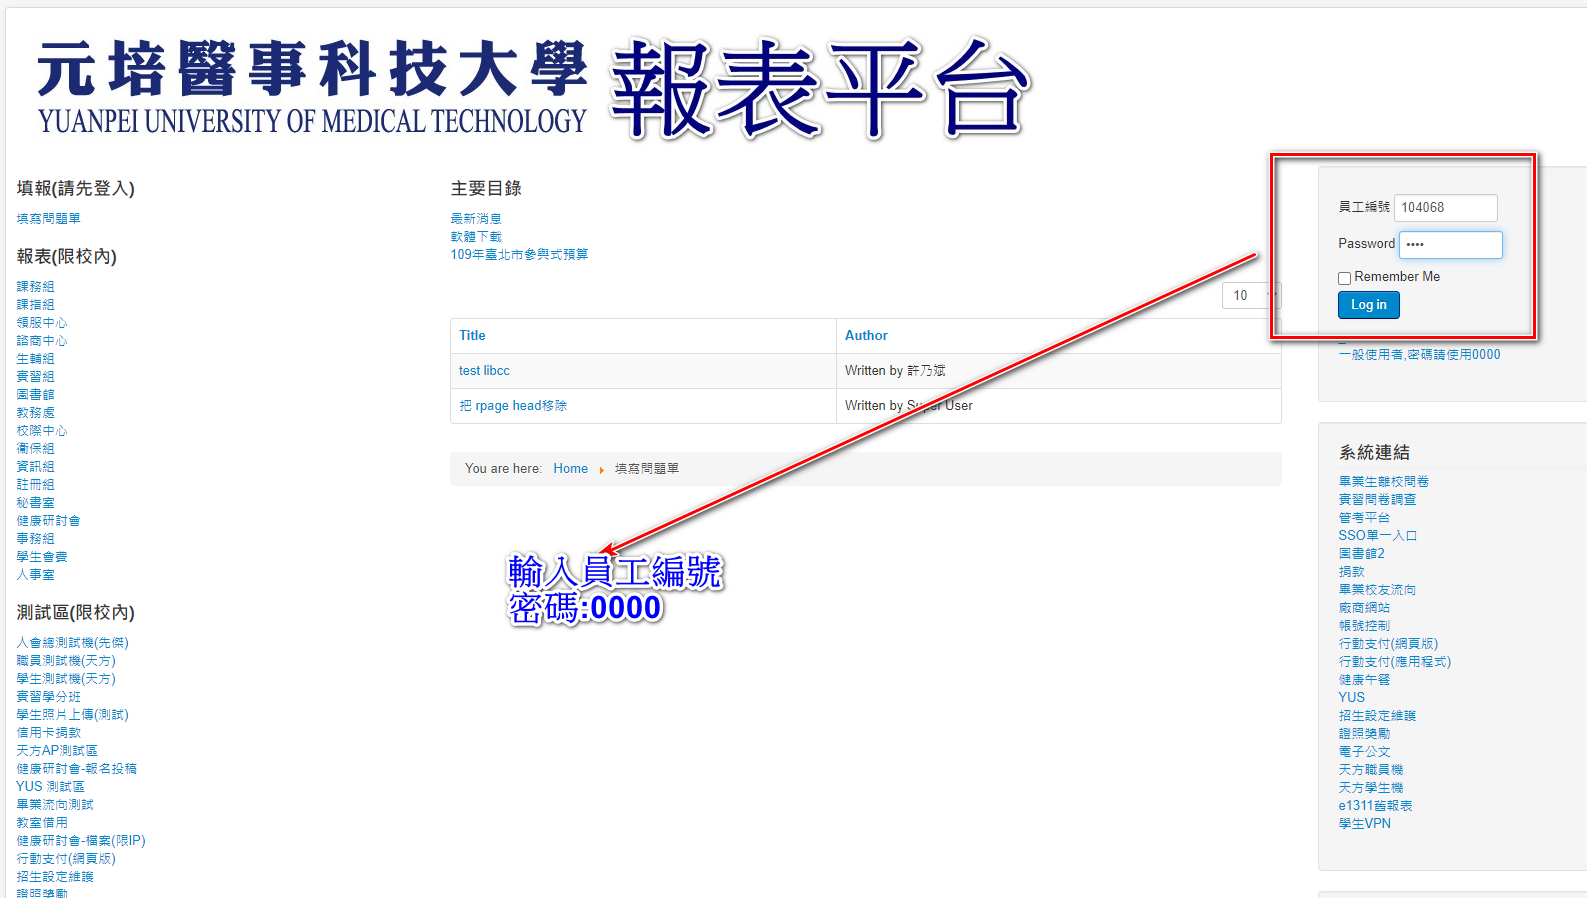 元培醫事科技大學
YUANPEI UNIVERSITY OF MEDICAL TECHNOLOGY
報表平台
填報(請先登入)
填寫問題單
報表(限校內)
課務組
課指組
領服中心
諮商中心
生輔組
實習組
圖書館
教務處
校際中心
衛保組
資訊組
註冊組
秘書室
健康研討會
事務組
學生會費
人事室
測試區(限校內)
人會總測試機(先傑)
職員測試機(天方)
學生測試機(天方)
實習學分班
學生照片上傳(測試)
信用卡捐款
天方AP測試區
健康研討會-報名投稿
YUS 測試區
畢業流向測試
教室借用
健康研討會-檔案(限IP)
行動支付(網頁版)
招生設定維護
證照獎勵
主要目錄
最新消息
軟體下載
109年臺北市參與式預算
10
Title
Author
test libcc
Written by 許乃斌
把 rpage head移除
Written by Super User
You are here:
Home
填寫問題單
輸入員工編號
密碼:0000
員工編號 104068
Password ••••
Remember Me
Log in
一般使用者,密碼請使用0000
系統連結
畢業生離校問卷
實習問卷調查
管考平台
SSO單一入口
圖書館2
捐款
畢業校友流向
廠商網站
帳號控制
行動支付(網頁版)
行動支付(應用程式)
健康午餐
YUS
招生設定維護
證照獎勵
電子公文
天方職員機
天方學生機
e1311舊報表
學生VPN